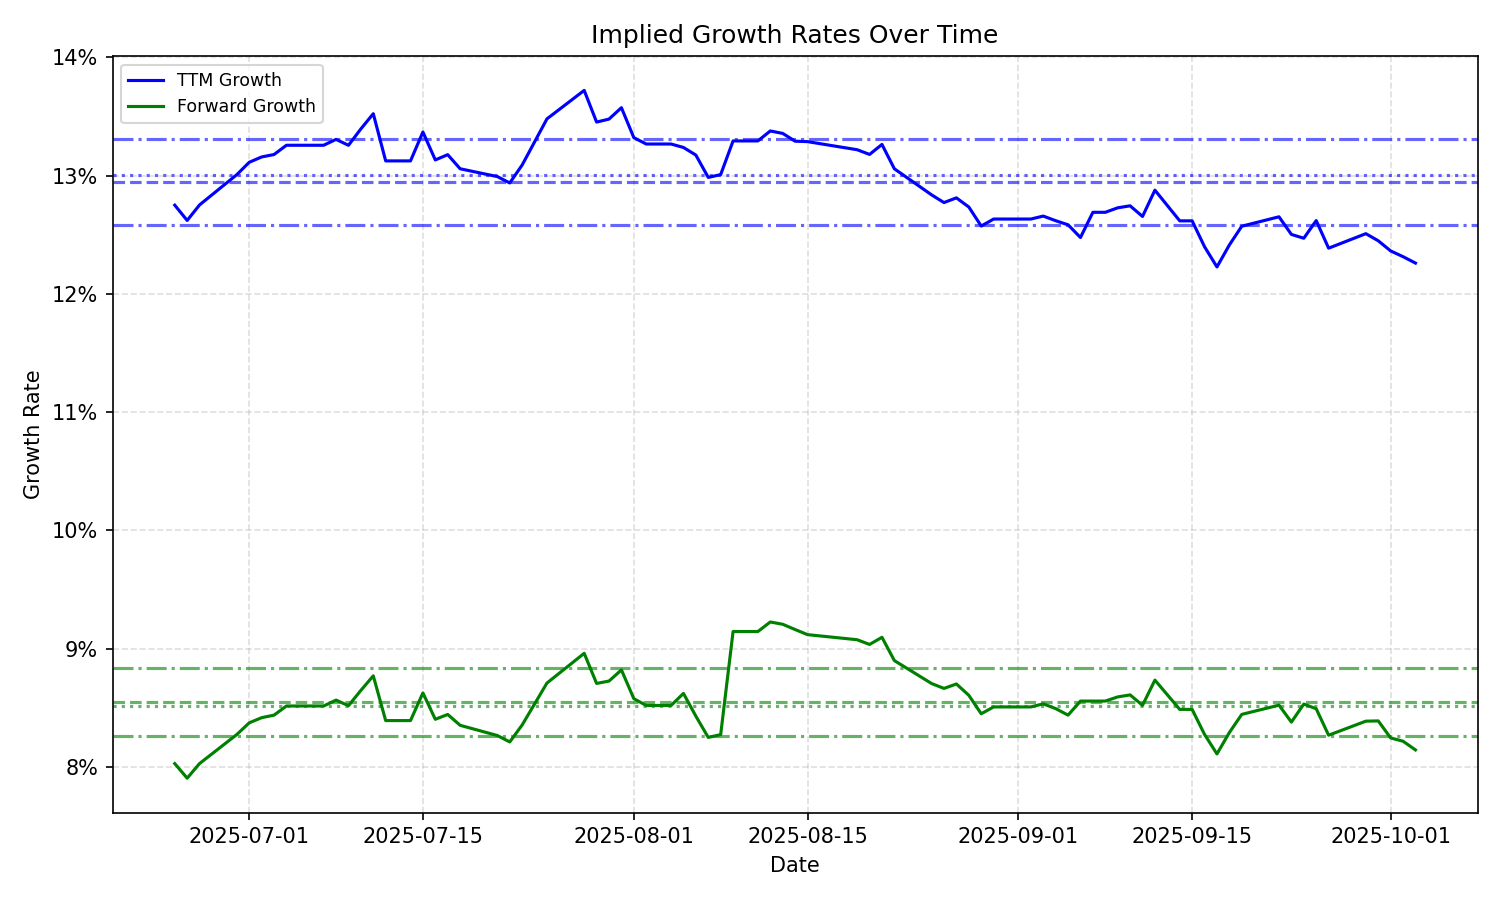 Implied Growth Rates Over Time
14%
13%
12%
11%
10%
9%
8%
Growth Rate
TTM Growth
Forward Growth
2025-07-01 2025-07-15 2025-08-01 2025-08-15 2025-09-01 2025-09-15 2025-10-01
Date